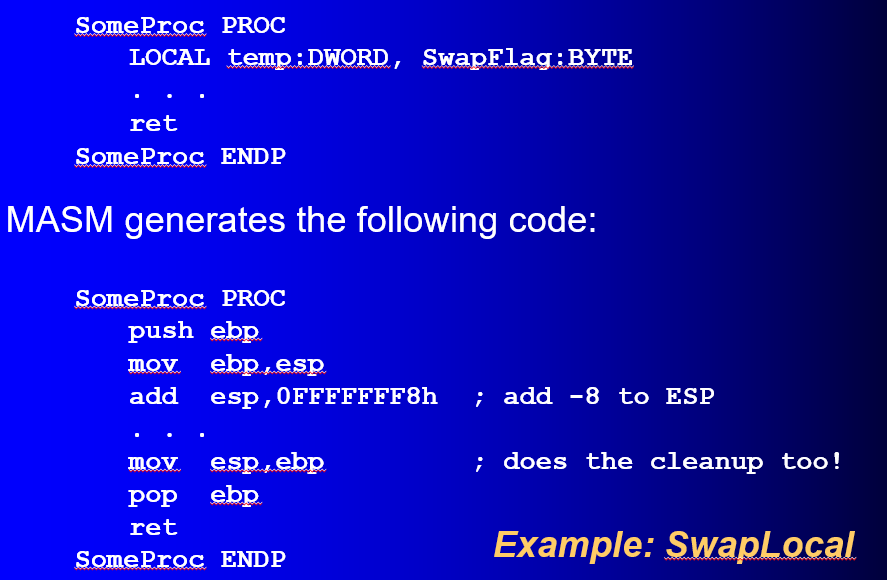 SomeProc PROC
LOCAL temp:DWORD, SwapFlag:BYTE
. . .
ret
SomeProc ENDP
MASM generates the following code:
SomeProc PROC
push ebp
mov ebp,esp
add esp,0FFFFFFF8h ; add -8 to ESP
. . .
mov esp,ebp ; does the cleanup too!
pop ebp
ret
SomeProc ENDP
Example: SwapLocal